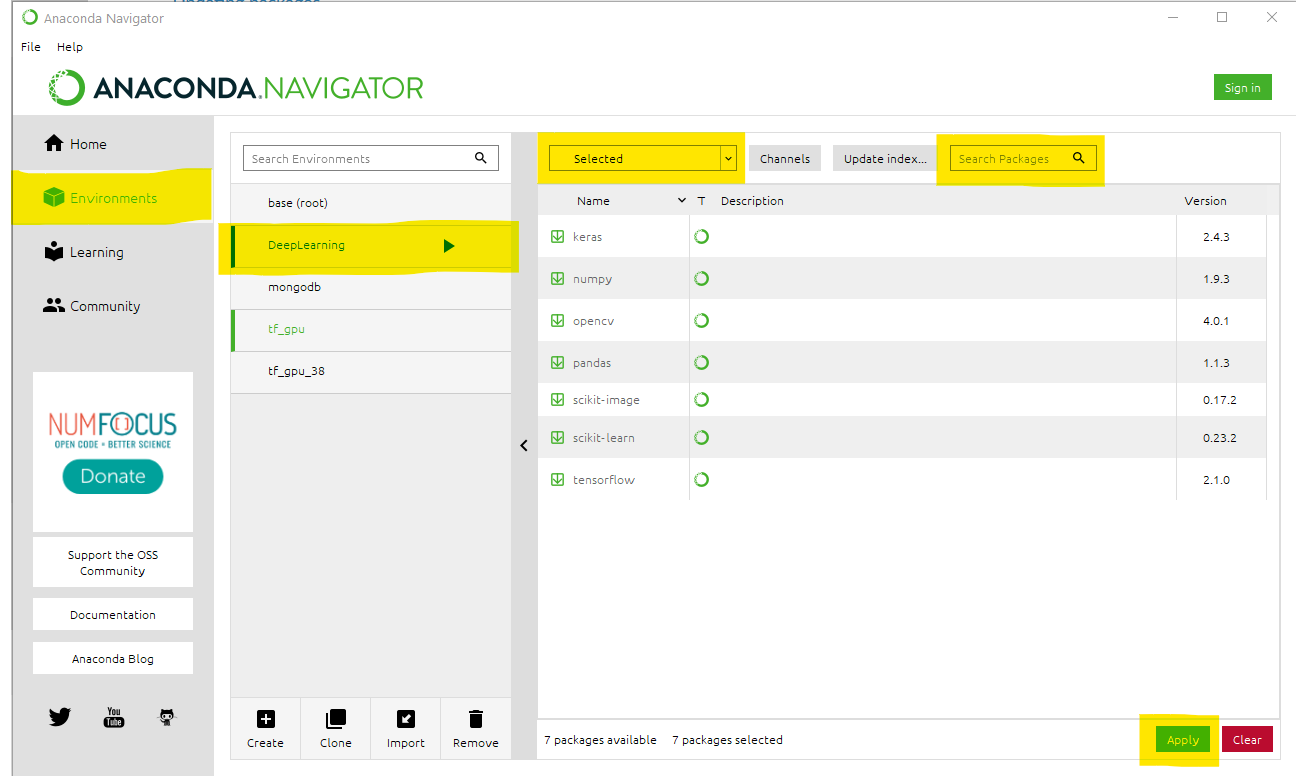 Updating packages
Anaconda Navigator
File Help
ANACONDA.NAVIGATOR
Sign in
Home
Environments
Learning
Community
NUMFOCUS
OPEN CODE = BETTER SCIENCE
Donate
Support the OSS
Community
Documentation
Anaconda Blog
You
Tube
Search Environments
base (root)
DeepLearning
mongodb
tf_gpu
tf_gpu_38
Create Clone Import Remove
Selected Channels Update index... Search Packages
Name T Description Version
keras 2.4.3
numpy 1.9.3
opencv 4.0.1
pandas 1.1.3
scikit-image 0.17.2
scikit-learn 0.23.2
tensorflow 2.1.0
7 packages available 7 packages selected
Apply Clear